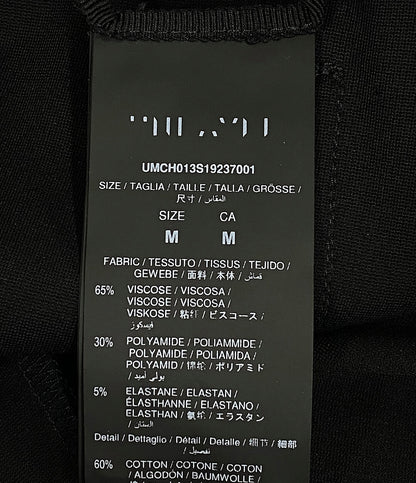 UMCH013S19237001
SIZE / TAGLIA / TAILLE / TALLA / GRÖSSE /
尺寸 / المقاس /
SIZE CA
M M
FABRIC / TESSUTO / TISSUS / TEJIDO /
GEWEBE / 面料 / 本体 / قماش /
65% VISCOSE / VISCOSA /
VISCOSE / VISCOSA /
VISKOSE / 粘纤 / ビスコース /
فيسكوز
30% POLYAMIDE / POLIAMMIDE /
POLYAMIDE / POLIAMIDA /
POLYAMID / 锦纶 / ポリアミド
/ بولي أميد
5% ELASTANE / ELASTAN /
ÉLASTHANNE / ELASTANO /
ELASTHAN / 氨纶 / エラスタン
/
Detail / Dettaglio / Détail / Detalle / 细节 / 細部
/ تفصيل
60% COTTON / COTONE / COTON
/ ALGODÓN / BAUMWOLLE /